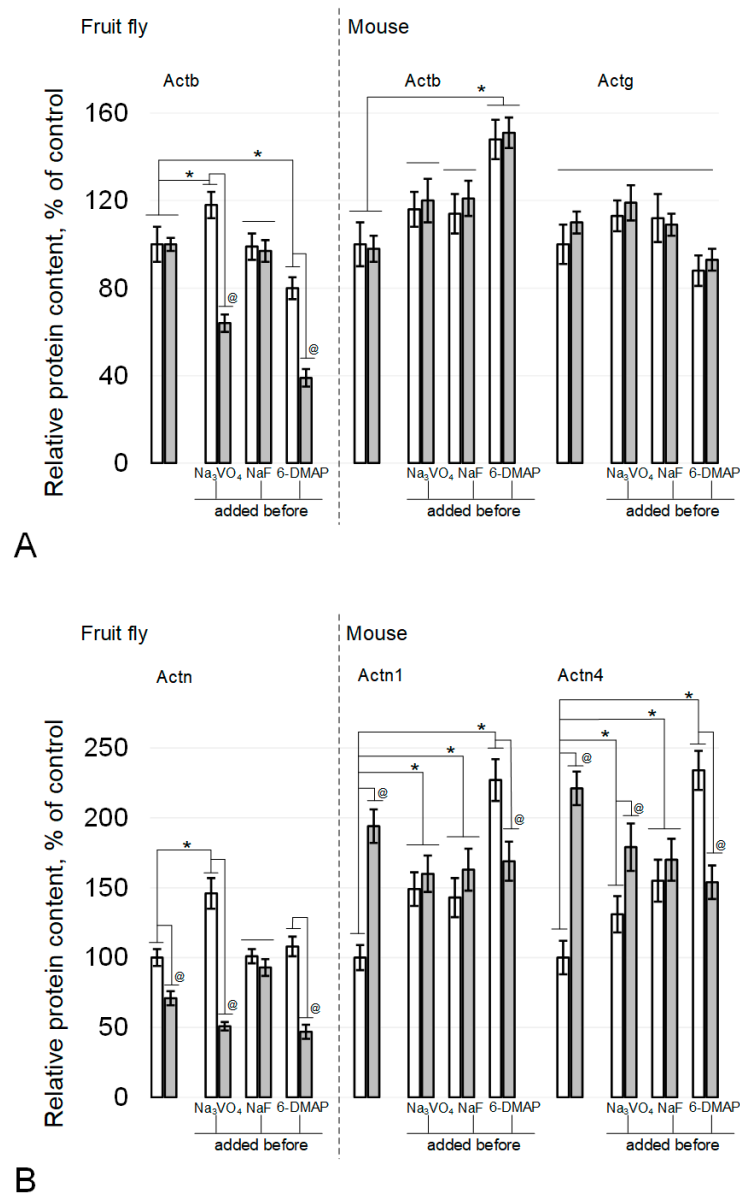 Fruit fly Mouse
Actb Actb Actg
Relative protein content, % of control
160
120
80
40
0
* * *
@ @
Na₃VO₄ NaF 6-DMAP Na₃VO₄ NaF 6-DMAP Na₃VO₄ NaF 6-DMAP
added before added before added before
A
Fruit fly Mouse
Actn Actn1 Actn4
Relative protein content, % of control
250
200
150
100
50
0
* * * * * * *
@ @ @ @ @ @ @ @
Na₃VO₄ NaF 6-DMAP Na₃VO₄ NaF 6-DMAP Na₃VO₄ NaF 6-DMAP
added before added before added before
B